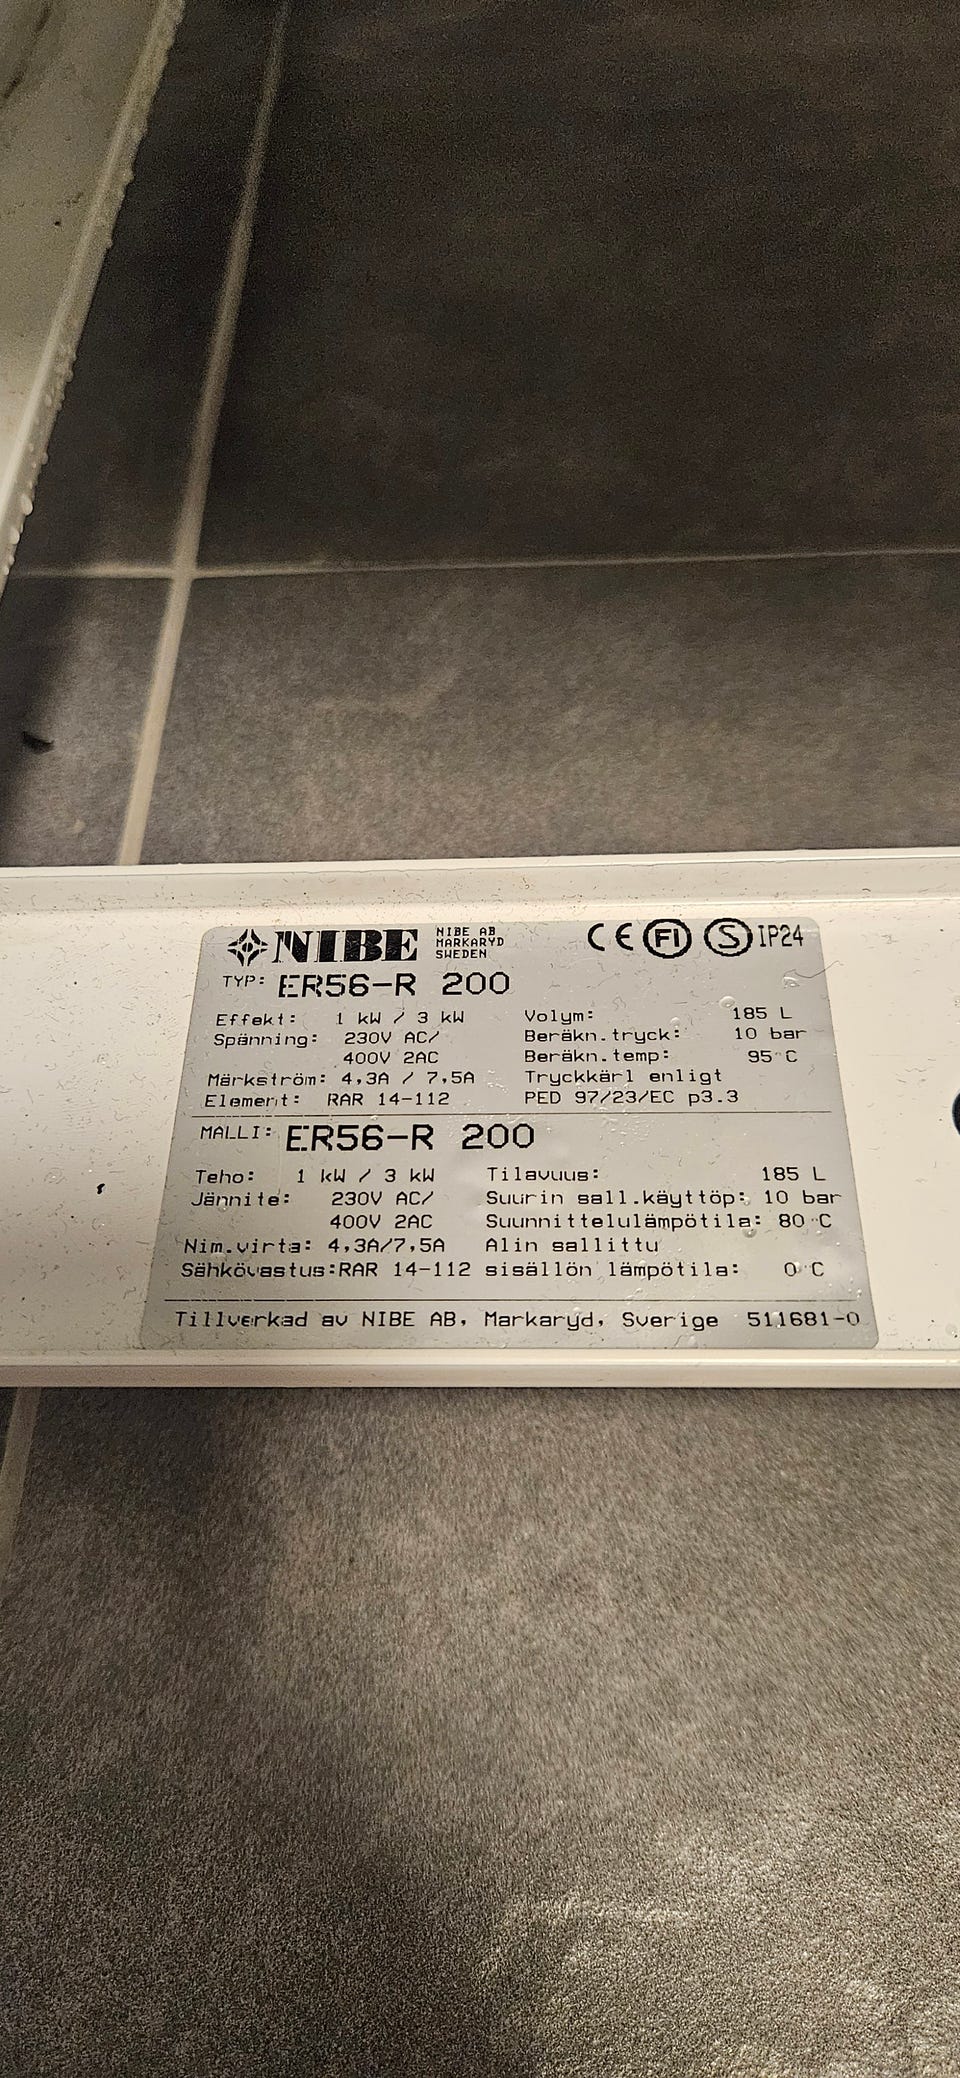 NIBE NIBE AB
MARKARYD
SWEDEN
CE FI S IP24
TYP: ER56-R 200
Effekt: 1 kW / 3 kW Volym: 185 L
Spänning: 230V AC/ Beräkn.tryck: 10 bar
400V 2AC Beräkn.temp: 95°C
Märkström: 4,3A / 7,5A Tryckkärl enligt
Element: RAR 14-112 PED 97/23/EC p3.3
MALLI: ER56-R 200
Teho: 1 kW / 3 kW Tilavuus: 185 L
Jännite: 230V AC/ Suurin sall.käyttöp: 10 bar
400V 2AC Suunnittelulämpötila: 80°C
Nim.virta: 4,3A/7,5A Alin sallittu
Sähkövastus:RAR 14-112 sisällön lämpötila: 0°C
Tillverkad av NIBE AB, Markaryd, Sverige 511681-0